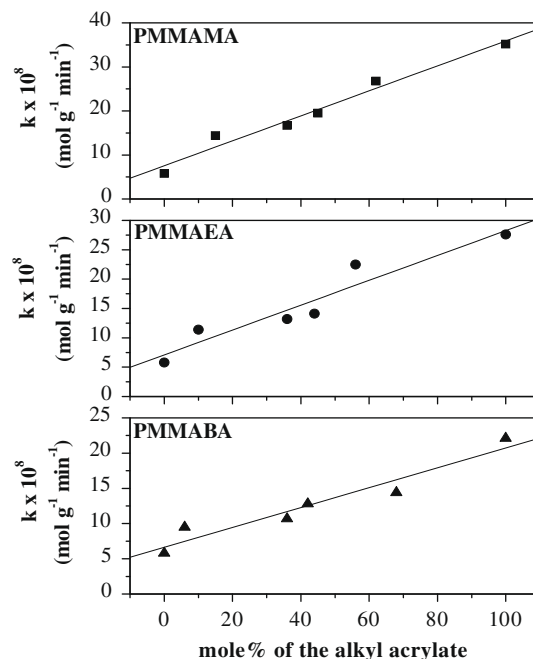 PMMAMA
40
30
20
10
0
k x 10⁸
(mol g⁻¹ min⁻¹)
PMMAEA
30
25
20
15
10
5
0
k x 10⁸
(mol g⁻¹ min⁻¹)
PMMABA
25
20
15
10
5
0
k x 10⁸
(mol g⁻¹ min⁻¹)
0 20 40 60 80 100
mole% of the alkyl acrylate